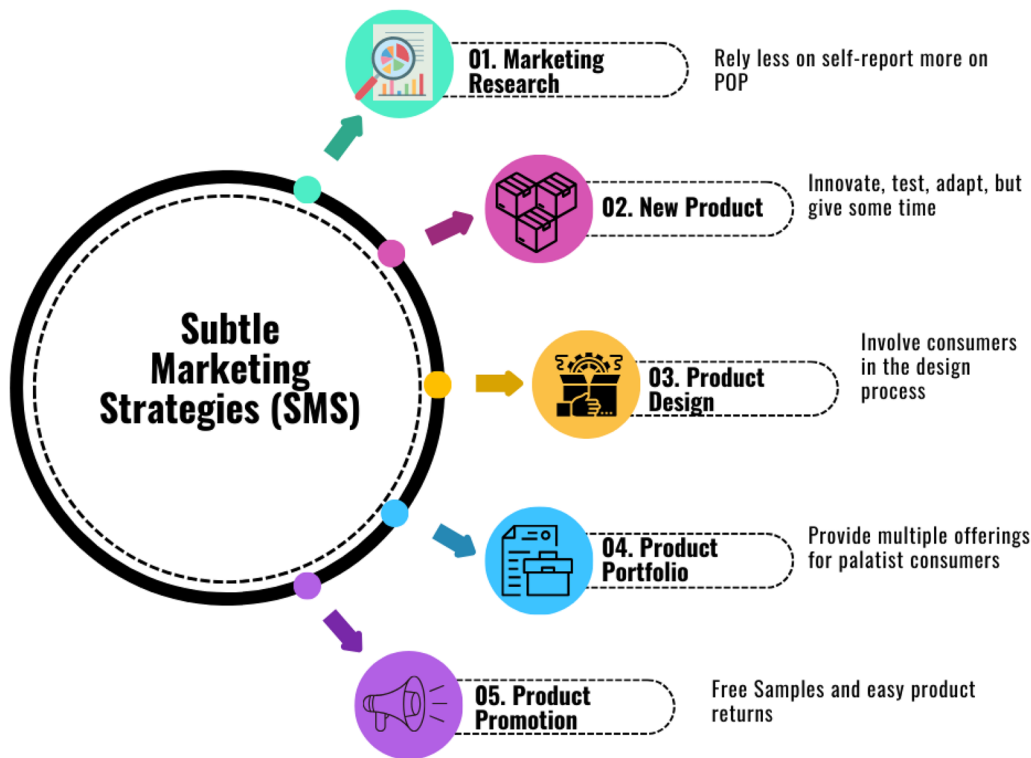 01. Marketing
Research
Rely less on self-report more on
POP
02. New Product
Innovate, test, adapt, but
give some time
Subtle
Marketing
Strategies (SMS)
03. Product
Design
Involve consumers
in the design
process
04. Product
Portfolio
Provide multiple offerings
for palatist consumers
05. Product
Promotion
Free Samples and easy product
returns